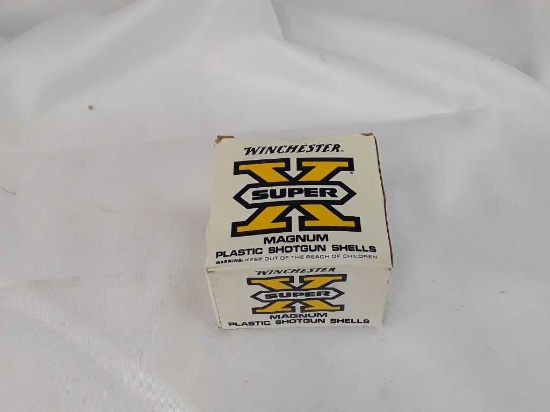 WINCHESTER
SUPER X
MAGNUM
PLASTIC SHOTGUN SHELLS
WARNING: KEEP OUT OF THE REACH OF CHILDREN
WINCHESTER
SUPER X
MAGNUM
PLASTIC SHOTGUN SHELLS